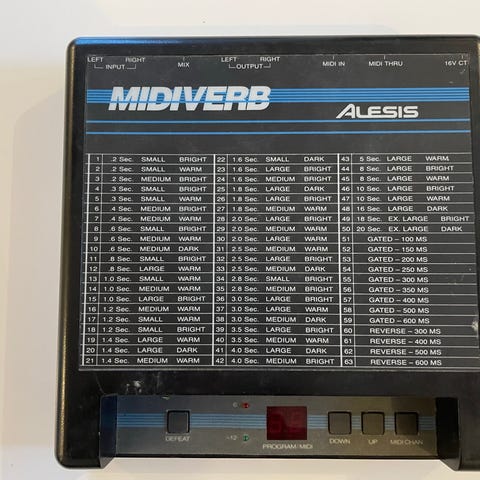 LEFT RIGHT MIX LEFT RIGHT MIDI IN MIDI THRU 16V CT
INPUT OUTPUT
MIDIVERB
ALESIS
1 .2 Sec. SMALL BRIGHT 22 1.6 Sec. SMALL DARK 43 5 Sec. LARGE WARM
2 .2 Sec. SMALL WARM 23 1.6 Sec. LARGE BRIGHT 44 8 Sec. LARGE BRIGHT
3 .2 Sec. MEDIUM BRIGHT 24 1.6 Sec. MEDIUM BRIGHT 45 8 Sec. LARGE WARM
4 .3 Sec. SMALL BRIGHT 25 1.8 Sec. LARGE DARK 46 10 Sec. LARGE BRIGHT
5 .3 Sec. SMALL WARM 26 1.8 Sec. SMALL BRIGHT 47 10 Sec. LARGE WARM
6 .4 Sec. MEDIUM BRIGHT 27 1.8 Sec. MEDIUM WARM 48 16 Sec. LARGE DARK
7 .4 Sec. LARGE WARM 28 2.0 Sec. LARGE BRIGHT 49 18 Sec. EX. LARGE BRIGHT
8 .6 Sec. SMALL BRIGHT 29 2.0 Sec. MEDIUM WARM 50 20 Sec. EX. LARGE DARK
9 .6 Sec. MEDIUM WARM 30 2.0 Sec. LARGE WARM 51 GATED – 100 MS
10 .6 Sec. MEDIUM DARK 31 2.5 Sec. MEDIUM WARM 52 GATED – 150 MS
11 .8 Sec. SMALL BRIGHT 32 2.5 Sec. LARGE BRIGHT 53 GATED – 200 MS
12 .8 Sec. LARGE WARM 33 2.5 Sec. MEDIUM DARK 54 GATED – 250 MS
13 1.0 Sec. SMALL WARM 34 2.8 Sec. SMALL BRIGHT 55 GATED – 300 MS
14 1.0 Sec. MEDIUM WARM 35 2.8 Sec. MEDIUM BRIGHT 56 GATED – 350 MS
15 1.0 Sec. LARGE BRIGHT 36 3.0 Sec. LARGE BRIGHT 57 GATED – 400 MS
16 1.2 Sec. MEDIUM BRIGHT 37 3.0 Sec. LARGE WARM 58 GATED – 500 MS
17 1.2 Sec. SMALL DARK 38 3.0 Sec. MEDIUM DARK 59 GATED – 600 MS
18 1.2 Sec. SMALL BRIGHT 39 3.5 Sec. LARGE BRIGHT 60 REVERSE – 300 MS
19 1.4 Sec. LARGE WARM 40 3.5 Sec. MEDIUM WARM 61 REVERSE – 400 MS
20 1.4 Sec. LARGE DARK 41 4.0 Sec. LARGE DARK 62 REVERSE – 500 MS
21 1.4 Sec. MEDIUM WARM 42 4.0 Sec. MEDIUM BRIGHT 63 REVERSE – 600 MS
DEFEAT PROGRAM/MIDI DOWN UP MIDI CHAN